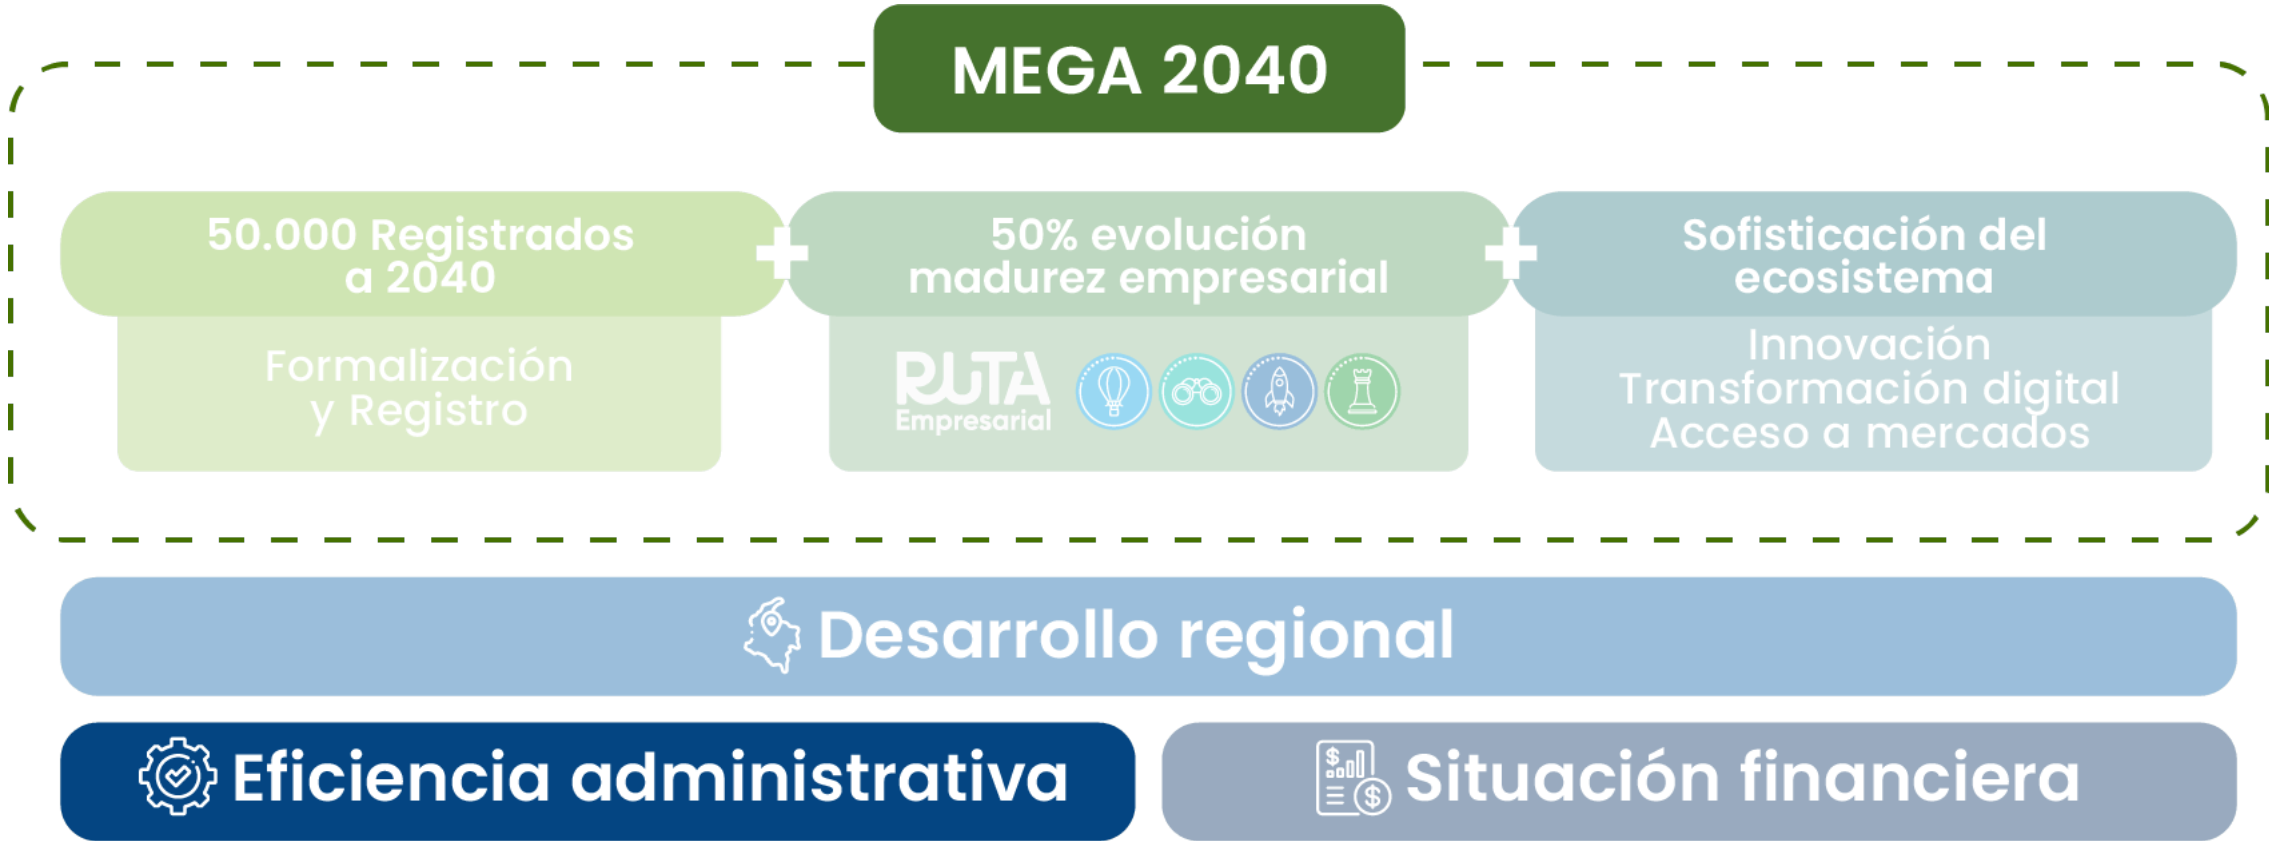 MEGA 2040
50.000 Registrados
a 2040
Formalización
y Registro
50% evolución
madurez empresarial
RUTA
Empresarial
Sofisticación del
ecosistema
Innovación
Transformación digital
Acceso a mercados
Desarrollo regional
Eficiencia administrativa
Situación financiera